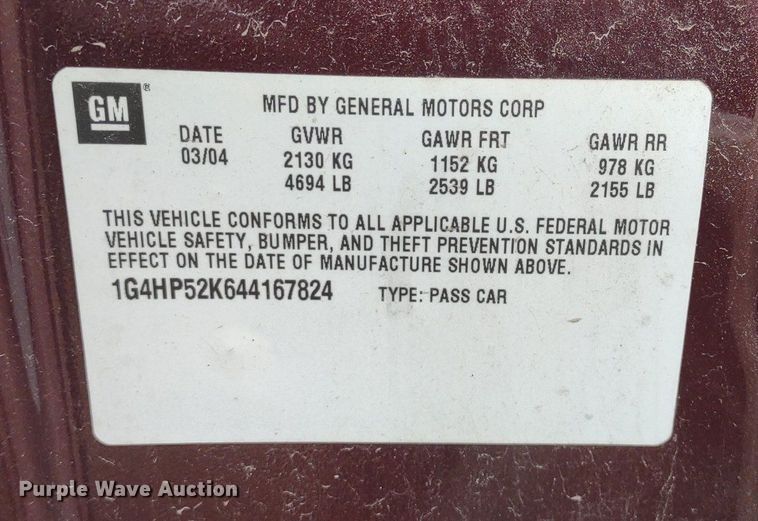 GM®
MFD BY GENERAL MOTORS CORP
DATE GVWR GAWR FRT GAWR RR
03/04 2130 KG 1152 KG 978 KG
4694 LB 2539 LB 2155 LB
THIS VEHICLE CONFORMS TO ALL APPLICABLE U.S. FEDERAL MOTOR
VEHICLE SAFETY, BUMPER, AND THEFT PREVENTION STANDARDS IN
EFFECT ON THE DATE OF MANUFACTURE SHOWN ABOVE.
1G4HP52K644167824 TYPE: PASS CAR
Purple Wave Auction